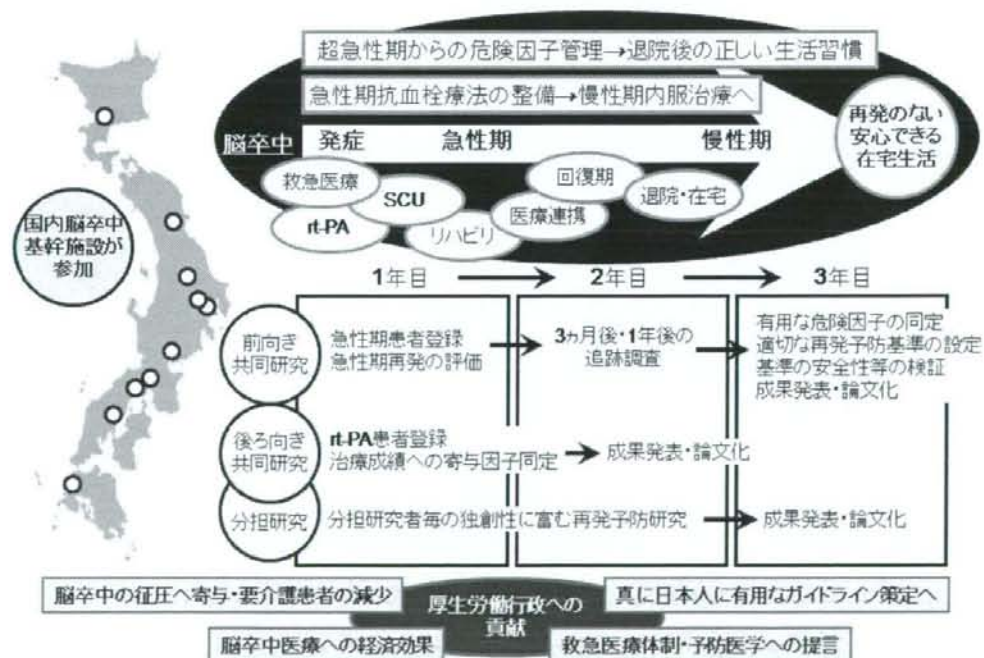 超急性期からの危険因子管理→退院後の正しい生活習慣
急性期抗血栓療法の整備→慢性期内服治療へ
脳卒中 発症 急性期 慢性期
再発のない
安心できる
在宅生活
救急医療
SCU
回復期
退院・在宅
rt-PA
リハビリ
医療連携
国内脳卒中
基幹施設が
参加
1年目 → 2年目 → 3年目
前向き
共同研究
急性期患者登録
急性期再発の評価
3ヵ月後・1年後の
追跡調査
有用な危険因子の同定
適切な再発予防基準の設定
基準の安全性等の検証
成果発表・論文化
後ろ向き
共同研究
rt-PA患者登録
治療成績への寄与因子同定
成果発表・論文化
分担研究
分担研究者毎の独創性に富む再発予防研究
成果発表・論文化
脳卒中の征圧へ寄与・要介護患者の減少
厚生労働行政への
貢献
真に日本人に有用なガイドライン策定へ
脳卒中医療への経済効果
救急医療体制・予防医学への提言